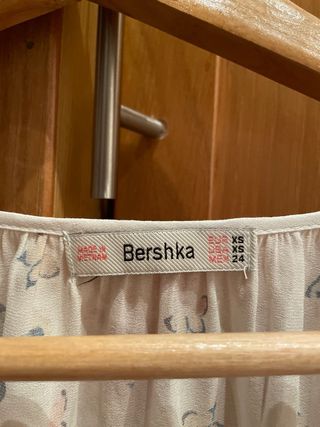 MADE IN
VIETNAM
Bershka
EUR XS
USA XS
MEX 24